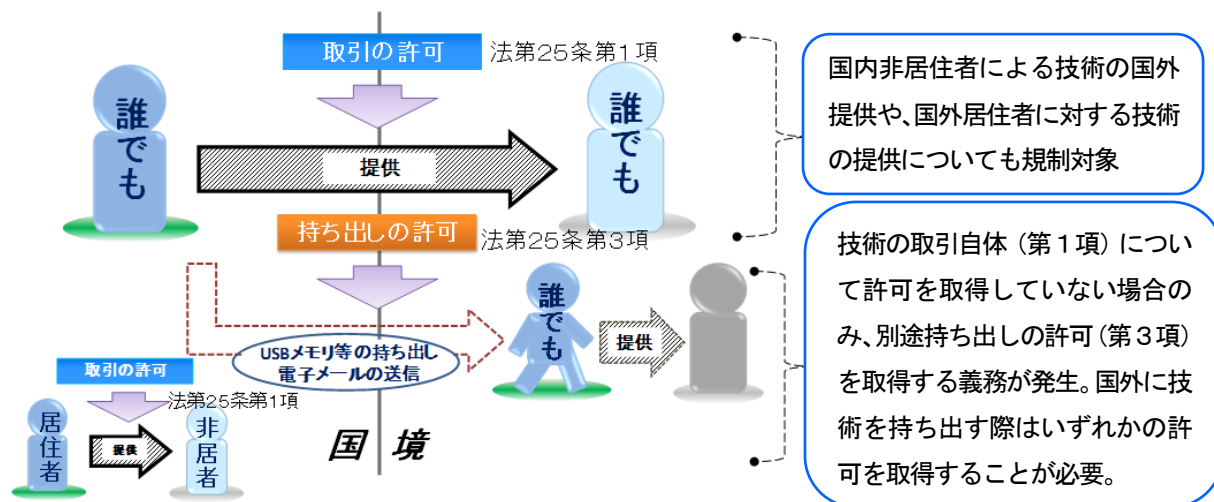 取引の許可
法第25条第1項
誰でも
提供
誰でも
持ち出しの許可
法第25条第3項
誰でも
提供
USBメモリ等の持ち出し
電子メールの送信
取引の許可
法第25条第1項
居住者
提供
非居者
国境
国内非居住者による技術の国外
提供や、国外居住者に対する技術
の提供についても規制対象
技術の取引自体（第１項）につい
て許可を取得していない場合の
み、別途持ち出しの許可（第３項）
を取得する義務が発生。国外に技
術を持ち出す際はいずれかの許
可を取得することが必要。